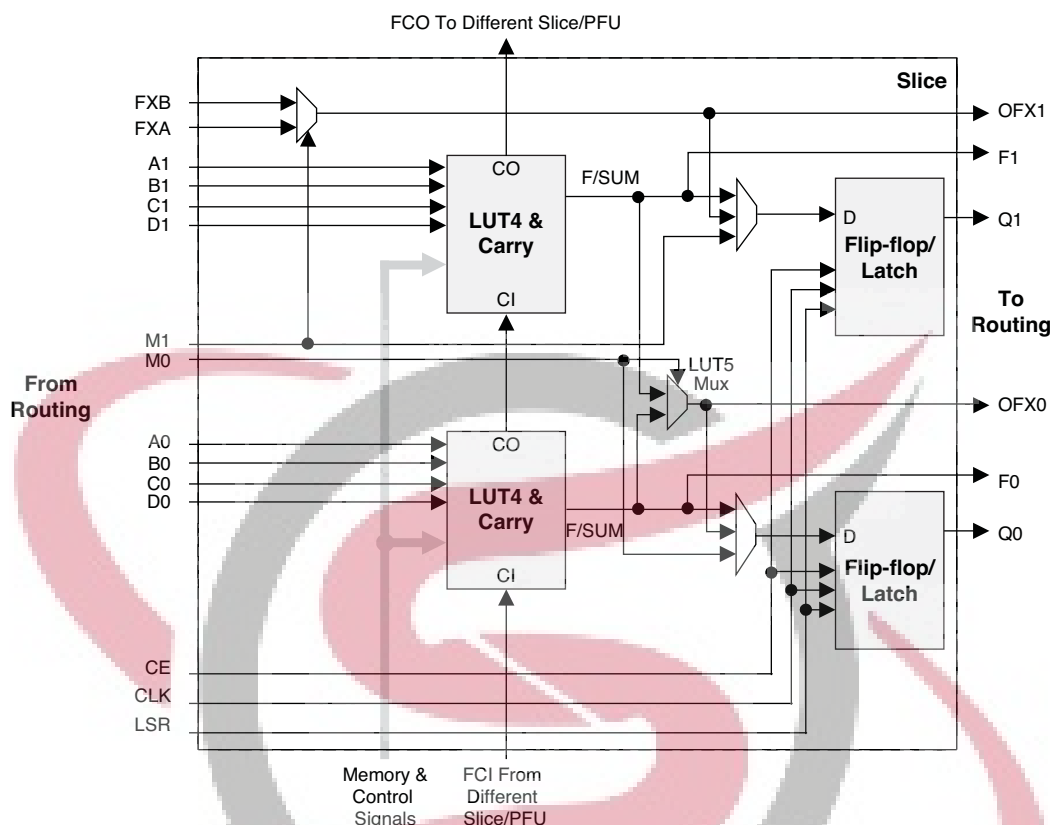 FCO To Different Slice/PFU
Slice
FXB
FXA
OFX1
F1
A1
B1
C1
D1
CO
LUT4 &
Carry
CI
F/SUM
D
Flip-flop/
Latch
Q1
To
Routing
M1
M0
From
Routing
LUT5
Mux
OFX0
A0
B0
C0
D0
CO
LUT4 &
Carry
CI
F/SUM
F0
D
Flip-flop/
Latch
Q0
CE
CLK
LSR
Memory &
Control
Signals
FCI From
Different
Slice/PFU